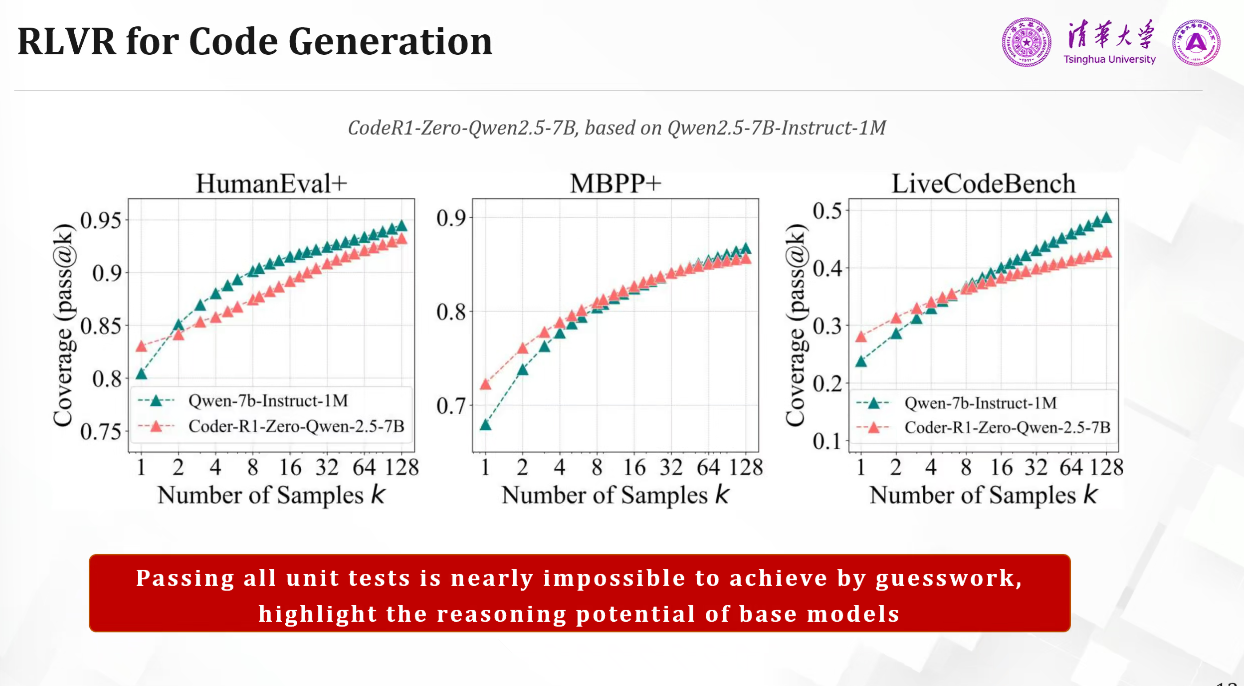 RLVR for Code Generation
清華大学
Tsinghua University
CodeR1-Zero-Qwen2.5-7B, based on Qwen2.5-7B-Instruct-1M
HumanEval+
Coverage (pass@k)
0.95
0.9
0.85
0.8
0.75
Qwen-7b-Instruct-1M
Coder-R1-Zero-Qwen-2.5-7B
1 2 4 8 16 32 64 128
Number of Samples k
MBPP+
0.9
0.8
0.7
1 2 4 8 16 32 64 128
Number of Samples k
LiveCodeBench
Coverage (pass@k)
0.5
0.4
0.3
0.2
0.1
Qwen-7b-Instruct-1M
Coder-R1-Zero-Qwen-2.5-7B
1 2 4 8 16 32 64 128
Number of Samples k
Passing all unit tests is nearly impossible to achieve by guesswork,
highlight the reasoning potential of base models